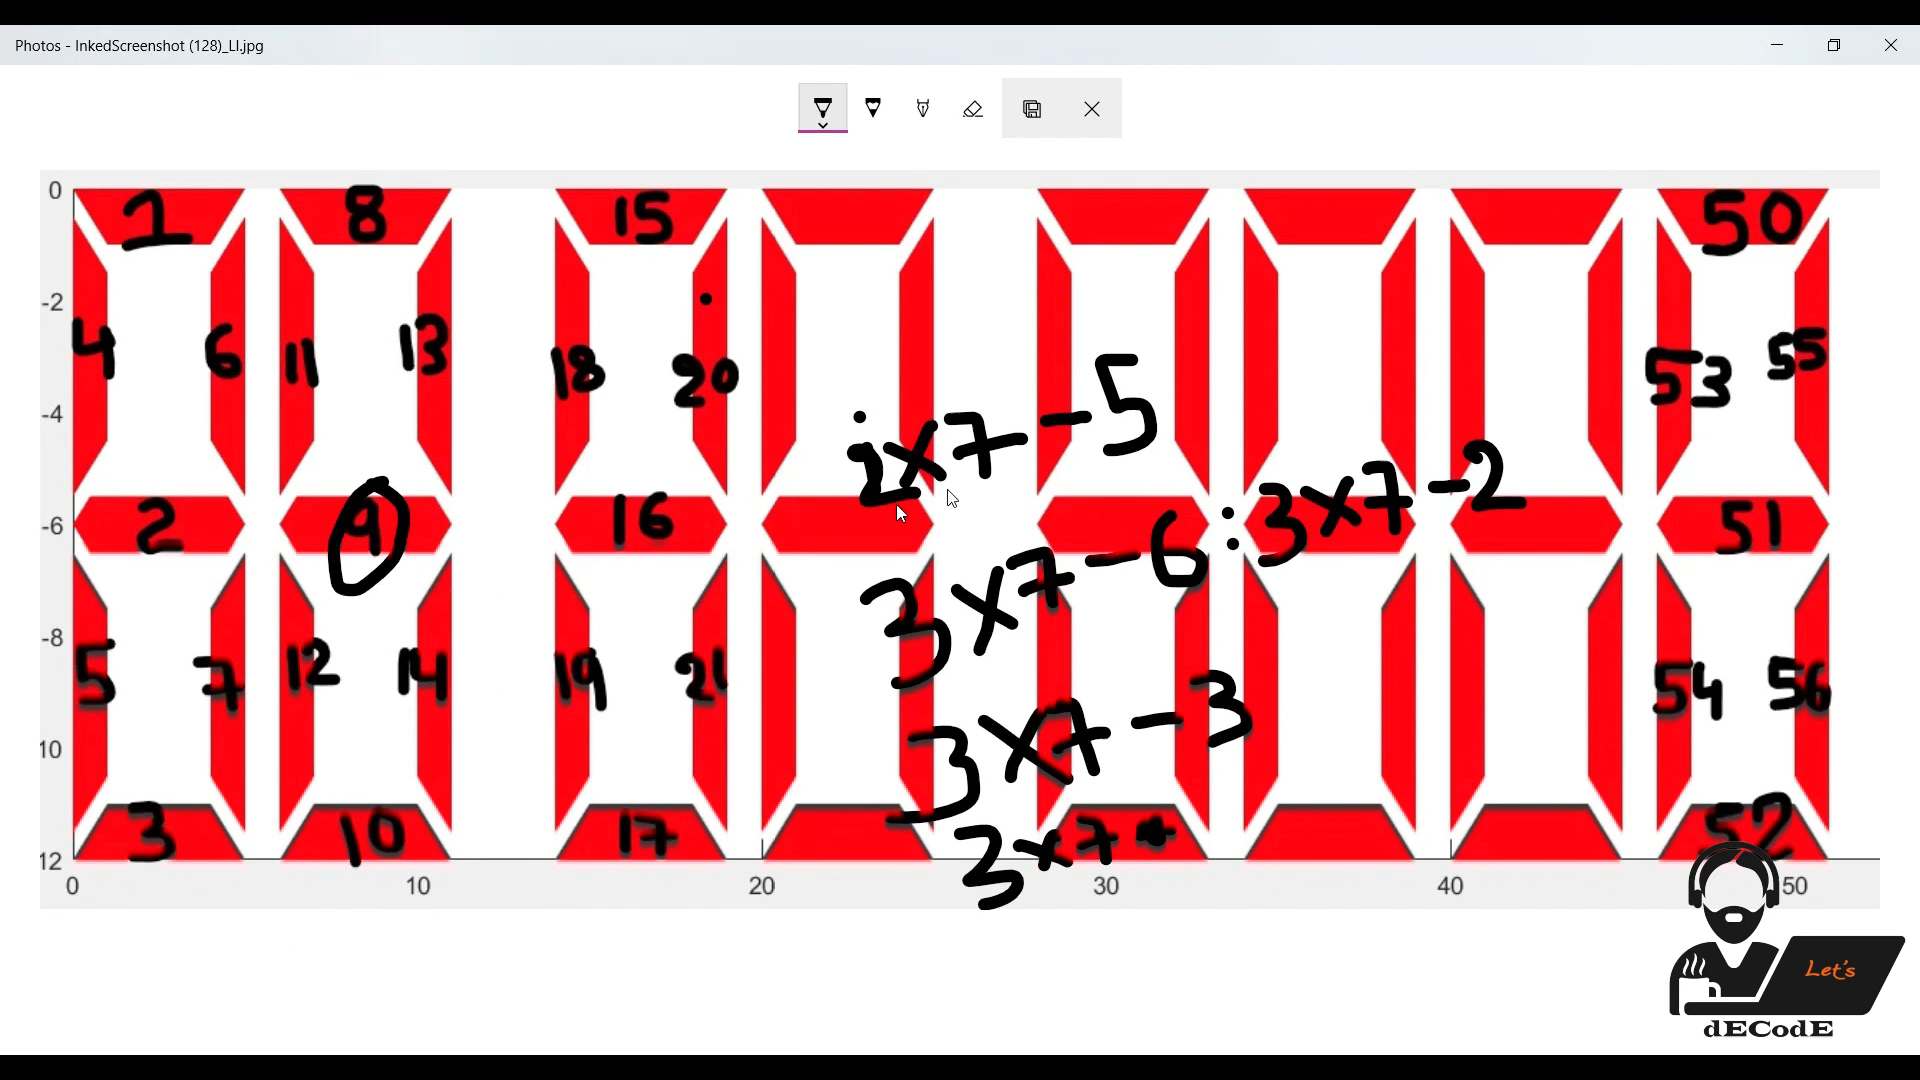 Photos - InkedScreenshot (128)_LI.jpg
0
-2
-4
-6
-8
10
12
0 10 20 30 40 50
1 8 15 50
4 6 11 13 18 20 53 55
2 9 16 51
5 7 12 14 19 21 54 56
3 10 17 52
2x7-5
3x7-6:3x7-2
3x7-3
3x7
Let's
dECodE